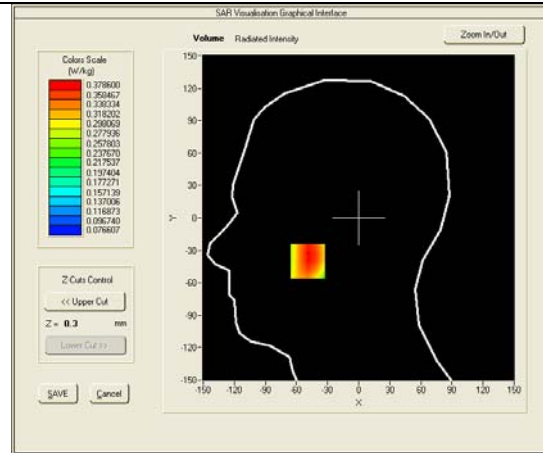 SAR Visualisation Graphical Interface
Colors Scale
(W/kg)
0.378600
0.358467
0.338334
0.318202
0.298069
0.277936
0.257803
0.237670
0.217537
0.197404
0.177271
0.157139
0.137006
0.116873
0.096740
0.076607
Z Cuts Control
<< Upper Cut
Z = 0.3 mm
Lower Cut >>
SAVE Cancel
Volume Radiated Intensity
Zoom In/Out
150
120
90
60
30
0
-30
-60
-90
-120
-150
Y
-150 -120 -90 -60 -30 0 30 60 90 120 150
X